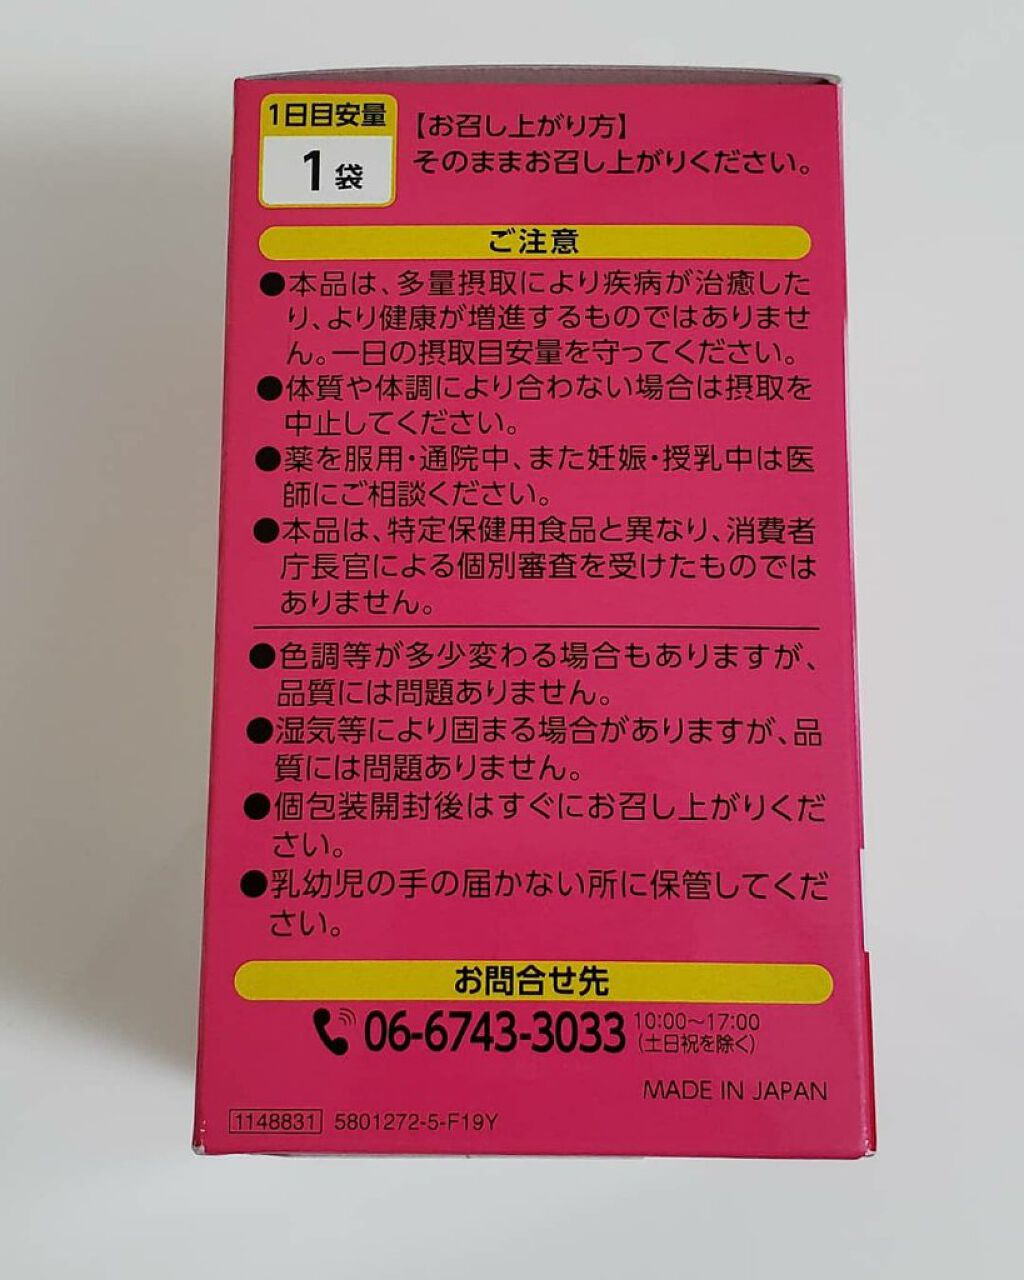 1日目安量
1袋
【お召し上がり方】
そのままお召し上がりください。
ご注意
●本品は、多量摂取により疾病が治癒した
り、より健康が増進するものではありませ
ん。一日の摂取目安量を守ってください。
●体質や体調により合わない場合は摂取を
中止してください。
●薬を服用・通院中、また妊娠・授乳中は医
師にご相談ください。
●本品は、特定保健用食品と異なり、消費者
庁長官による個別審査を受けたものでは
ありません。
●色調等が多少変わる場合もありますが、
品質には問題ありません。
●湿気等により固まる場合がありますが、品
質には問題ありません。
●個包装開封後はすぐにお召し上がりくだ
さい。
●乳幼児の手の届かない所に保管してくだ
さい。
お問合せ先
06-6743-3033
10:00～17:00
(土日祝を除く)
MADE IN JAPAN
1148831 5801272-5-F19Y